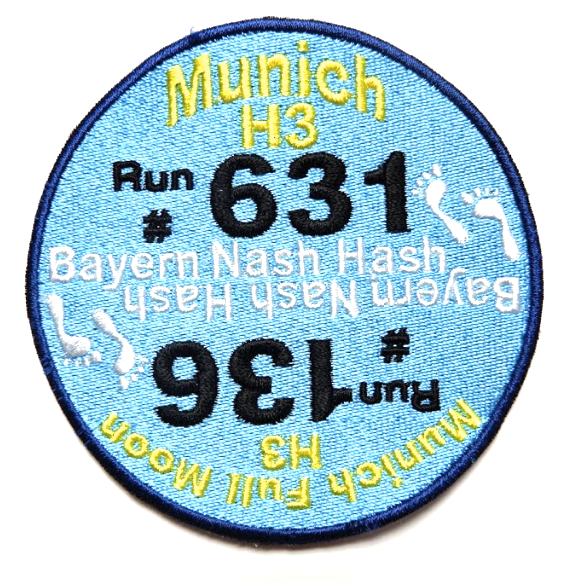 Munich
H3
Run
# 631
Bayern Nash Hash
Bayern Nash Hash
Run
# 136
H3
Munich Full Moon